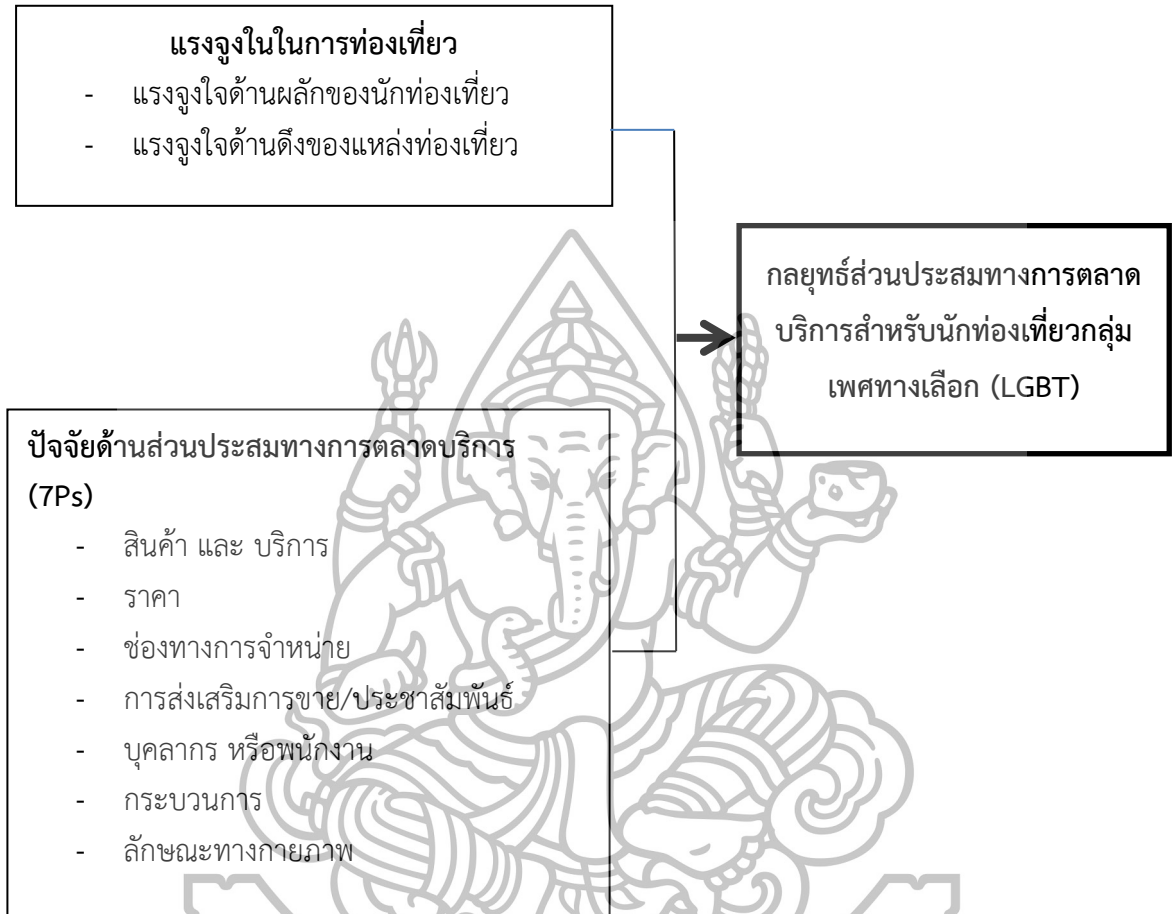 แรงจูงในในการท่องเที่ยว
- แรงจูงใจด้านผลักของนักท่องเที่ยว
- แรงจูงใจด้านดึงของแหล่งท่องเที่ยว
กลยุทธ์ส่วนประสมทางการตลาด
บริการสำหรับนักท่องเที่ยวกลุ่ม
เพศทางเลือก (LGBT)
ปัจจัยด้านส่วนประสมทางการตลาดบริการ
(7Ps)
- สินค้า และ บริการ
- ราคา
- ช่องทางการจำหน่าย
- การส่งเสริมการขาย/ประชาสัมพันธ์
- บุคลากร หรือพนักงาน
- กระบวนการ
- ลักษณะทางกายภาพ